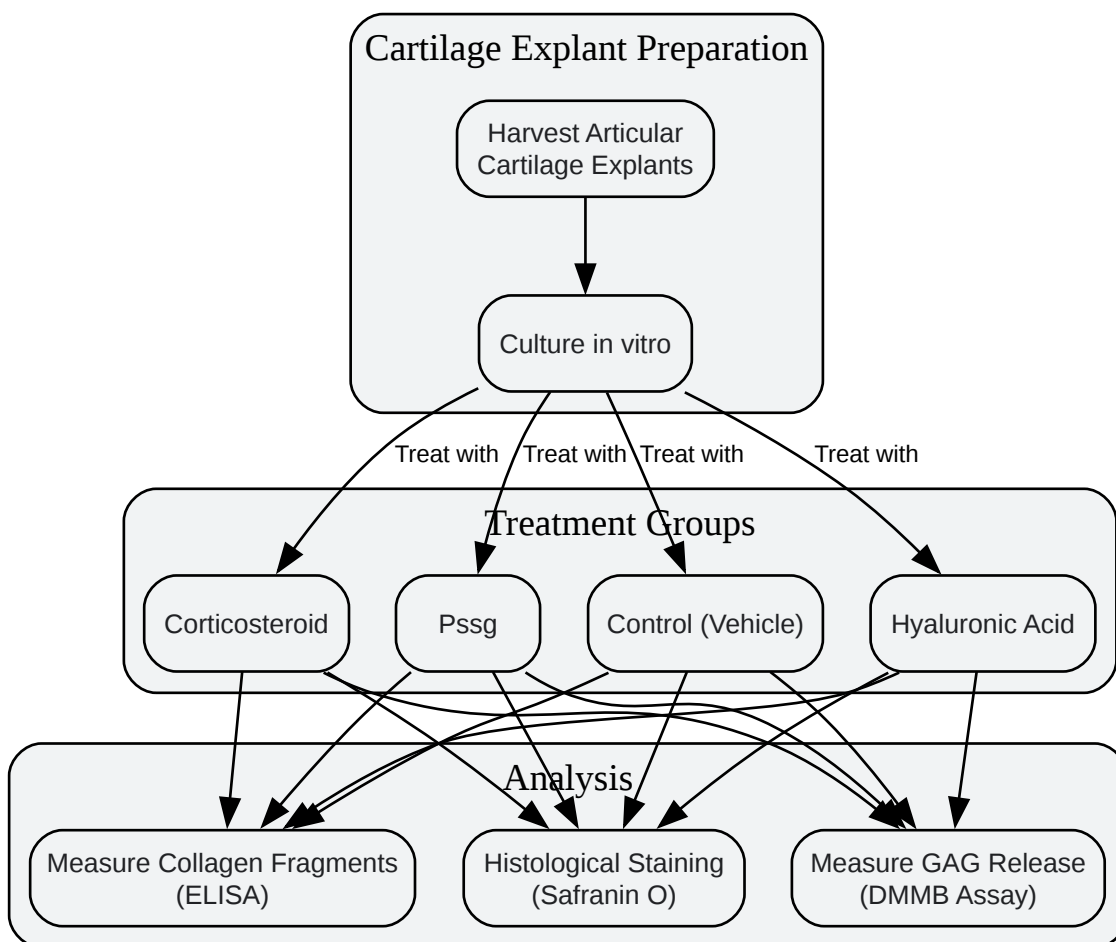 Cartilage Explant Preparation
Harvest Articular
Cartilage Explants
Culture in vitro
Treat with
Treat with
Treat with
Treat with
Treatment Groups
Corticosteroid
Pssg
Control (Vehicle)
Hyaluronic Acid
Analysis
Measure Collagen Fragments
(ELISA)
Histological Staining
(Safranin O)
Measure GAG Release
(DMMB Assay)